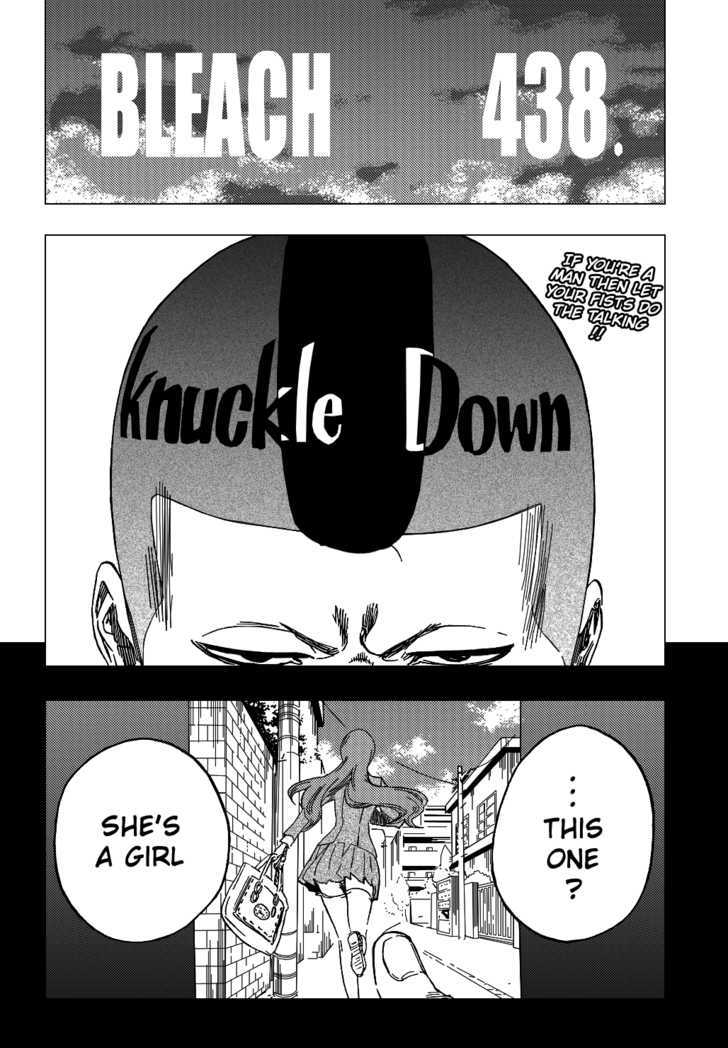 BLEACH 438.
IF YOU'RE A
MAN THEN LET
YOUR FISTS DO
THE TALKING
!!
Knuckle Down
...
THIS
ONE
?
SHE'S
A GIRL